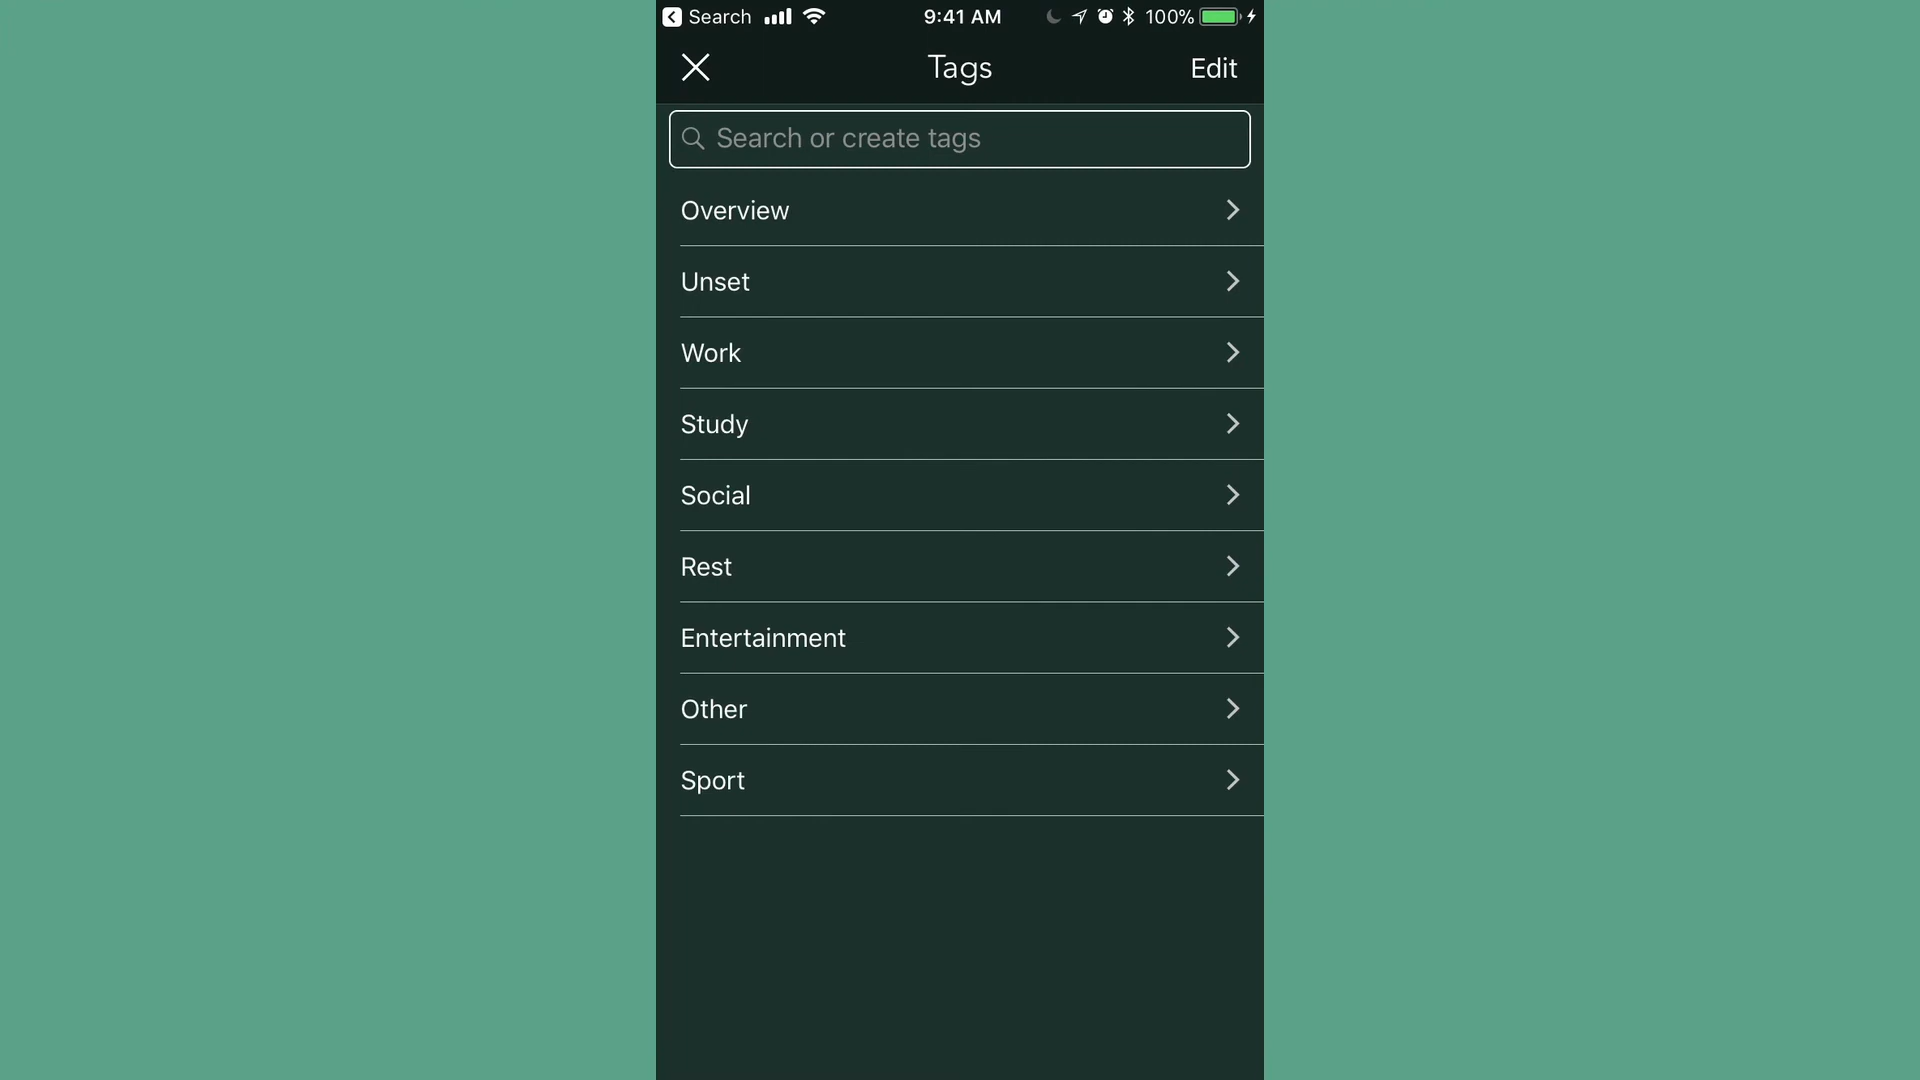 Search 9:41 AM 100%
Tags Edit
Search or create tags
Overview
Unset
Work
Study
Social
Rest
Entertainment
Other
Sport